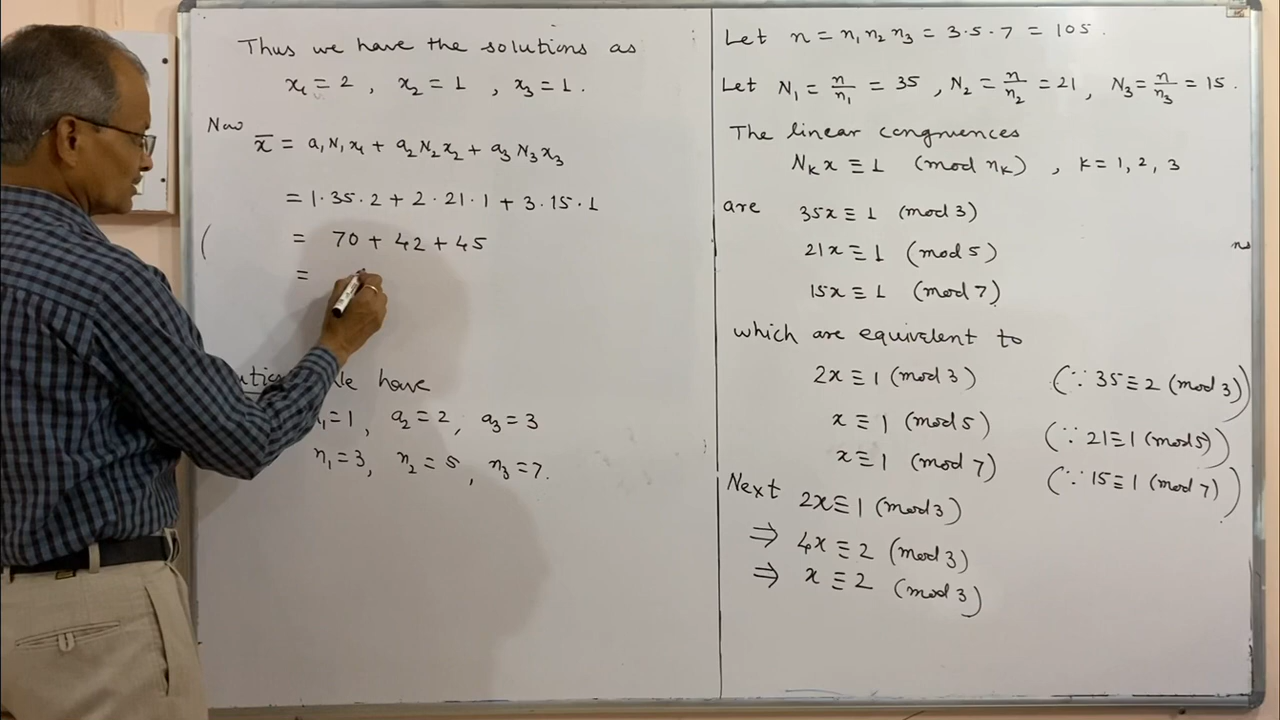 Thus we have the solutions as
x₁ = 2 , x₂ = 1 , x₃ = 1.
Now
x̄ = a₁N₁x₁ + a₂N₂x₂ + a₃N₃x₃
= 1·35·2 + 2·21·1 + 3·15·1
( = 70 + 42 + 45
=
We have
=1, a₂ = 2, a₃ = 3
n₁ = 3, n₂ = 5, n₃ = 7.
Let n = n₁ n₂ n₃ = 3·5·7 = 105.
Let N₁ = n/n₁ = 35, N₂ = n/n₂ = 21, N₃ = n/n₃ = 15.
The linear congruences
Nₖ x ≡ 1 (mod nₖ) , k = 1, 2, 3
are 35x ≡ 1 (mod 3)
21x ≡ 1 (mod 5)
15x ≡ 1 (mod 7)
which are equivalent to
2x ≡ 1 (mod 3) (∵ 35 ≡ 2 (mod 3))
x ≡ 1 (mod 5) (∵ 21 ≡ 1 (mod 5))
x ≡ 1 (mod 7) (∵ 15 ≡ 1 (mod 7))
Next 2x ≡ 1 (mod 3)
⇒ 4x ≡ 2 (mod 3)
⇒ x ≡ 2 (mod 3)